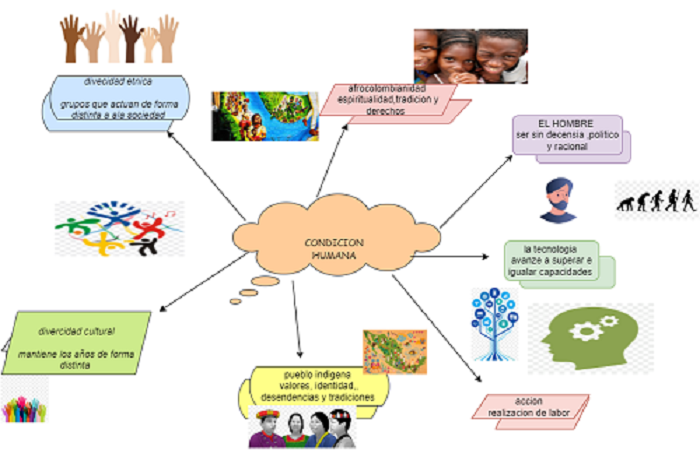 divecidad etnica
grupos que actuan de forma
distinta a ala sociedad
afrocolombianidad
espiritualidad,tradicion y
derechos
EL HOMBRE
ser sin decensia ,politico
y racional
CONDICION
HUMANA
la tecnologia
avanze a superar e
igualar capacidades
divercidad cultural
mantiene los años de forma
distinta
pueblo indigena
valores, identidad,
desendencias y tradiciones
accion
realizacion de labor